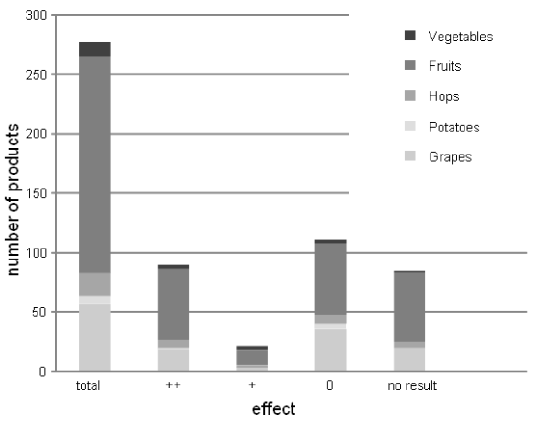 300
250
200
150
100
50
0
number of products
total
++
+
0
no result
effect
Vegetables
Fruits
Hops
Potatoes
Grapes